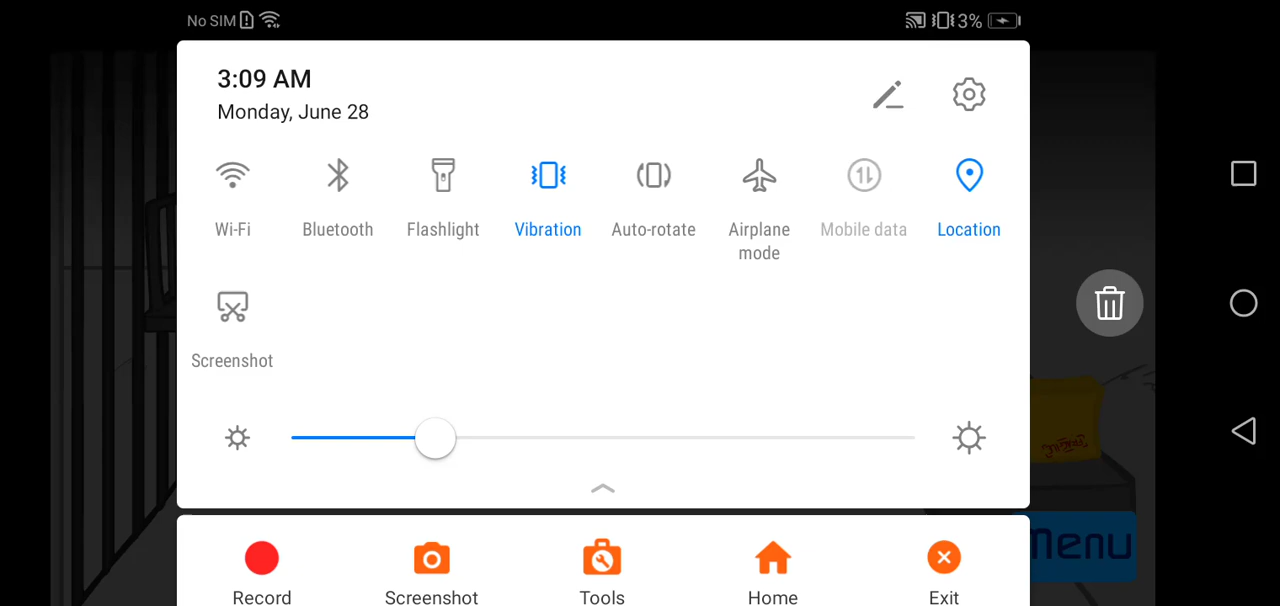 No SIM 3%
3:09 AM
Monday, June 28
Wi-Fi Bluetooth Flashlight Vibration Auto-rotate Airplane mode Mobile data Location
Screenshot
Menu
Record Screenshot Tools Home Exit